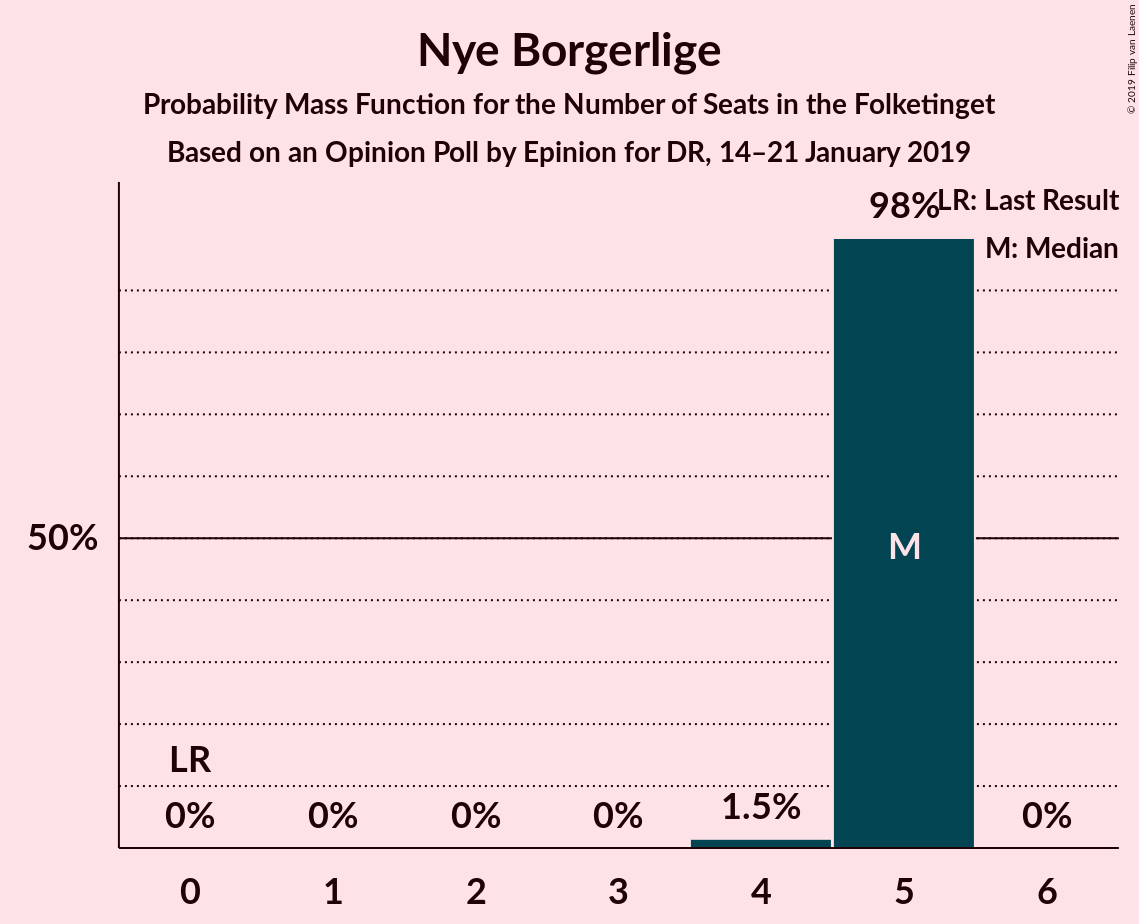 Nye Borgerlige
Probability Mass Function for the Number of Seats in the Folketinget
Based on an Opinion Poll by Epinion for DR, 14–21 January 2019
© 2019 Filip van Laenen
98%
LR: Last Result
M: Median
50%
M
LR
0%
0%
0%
0%
1.5%
0%
0 1 2 3 4 5 6